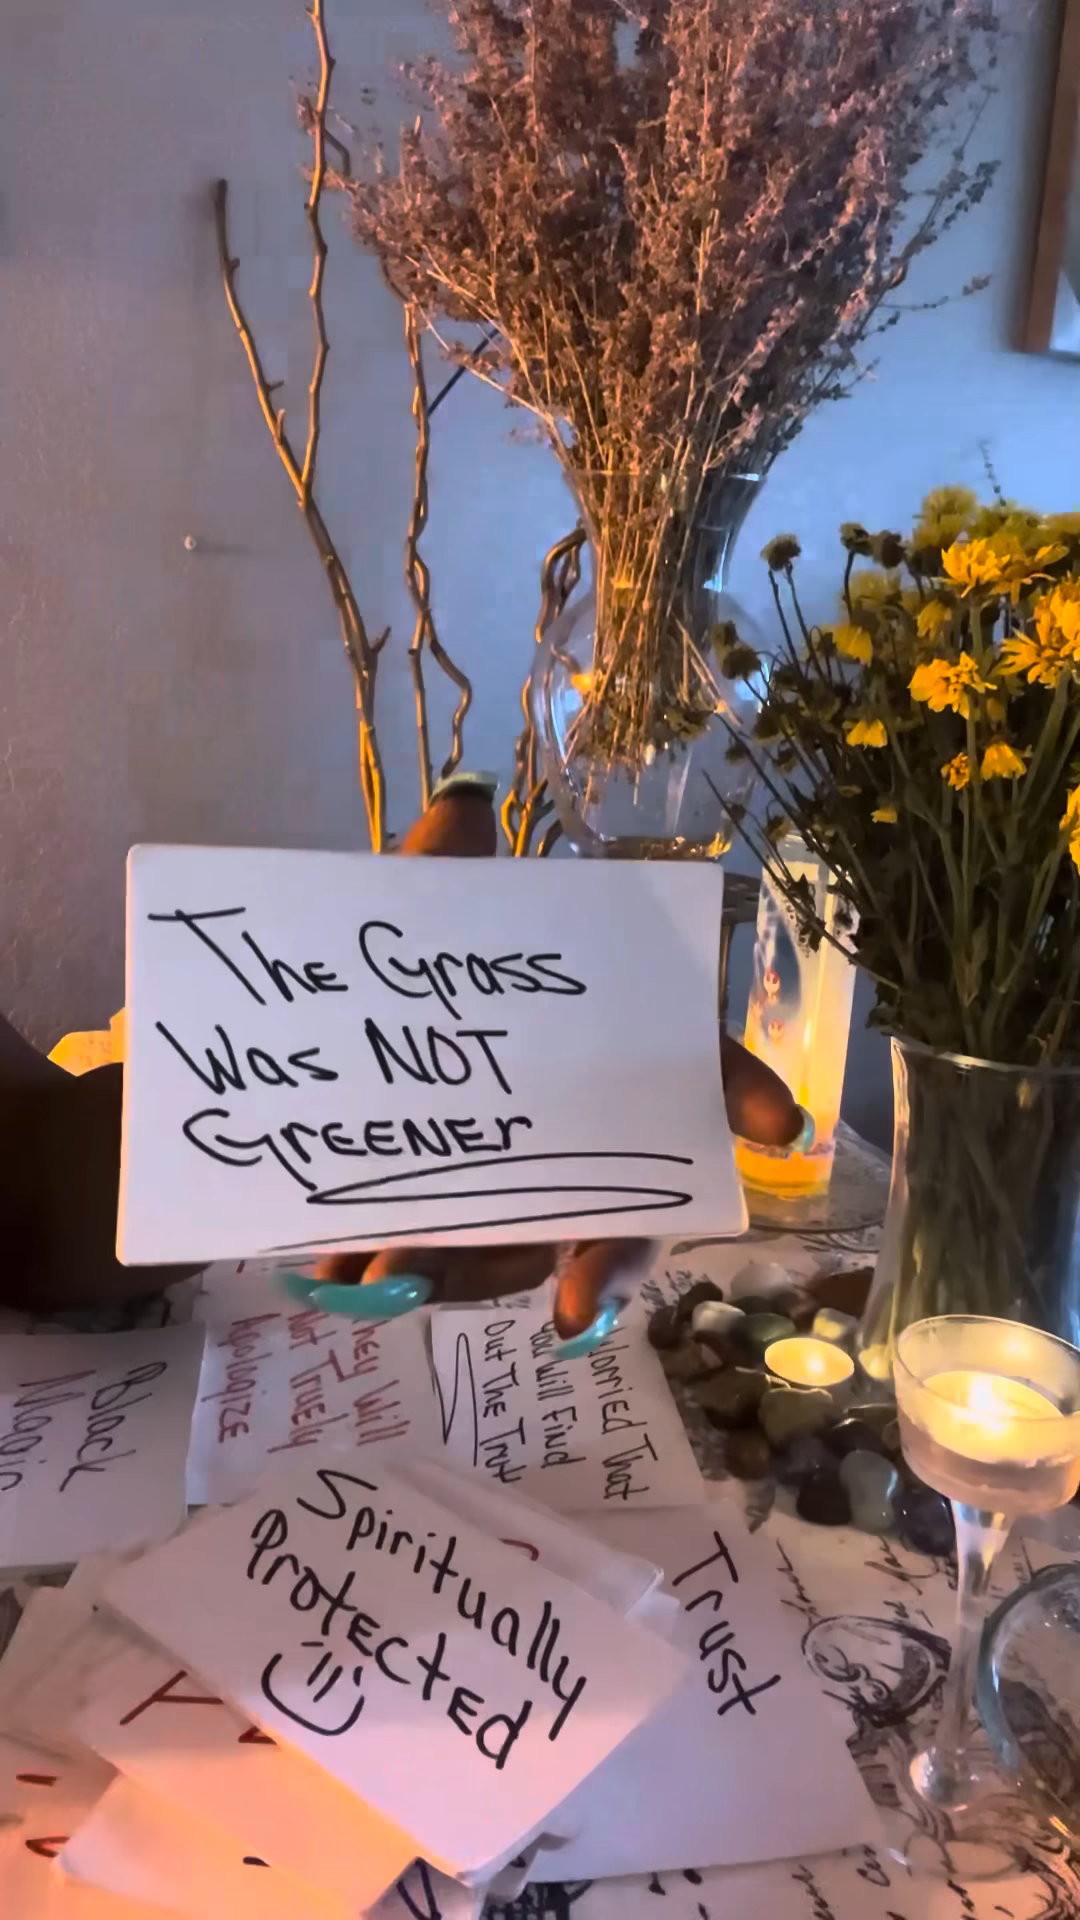 The Grass
Was NOT
GREENER
Black
Magic
They Will
Not Truely
Apologize
Worried That
You Will Find
Out The Truth
Spiritually
Protected
Trust